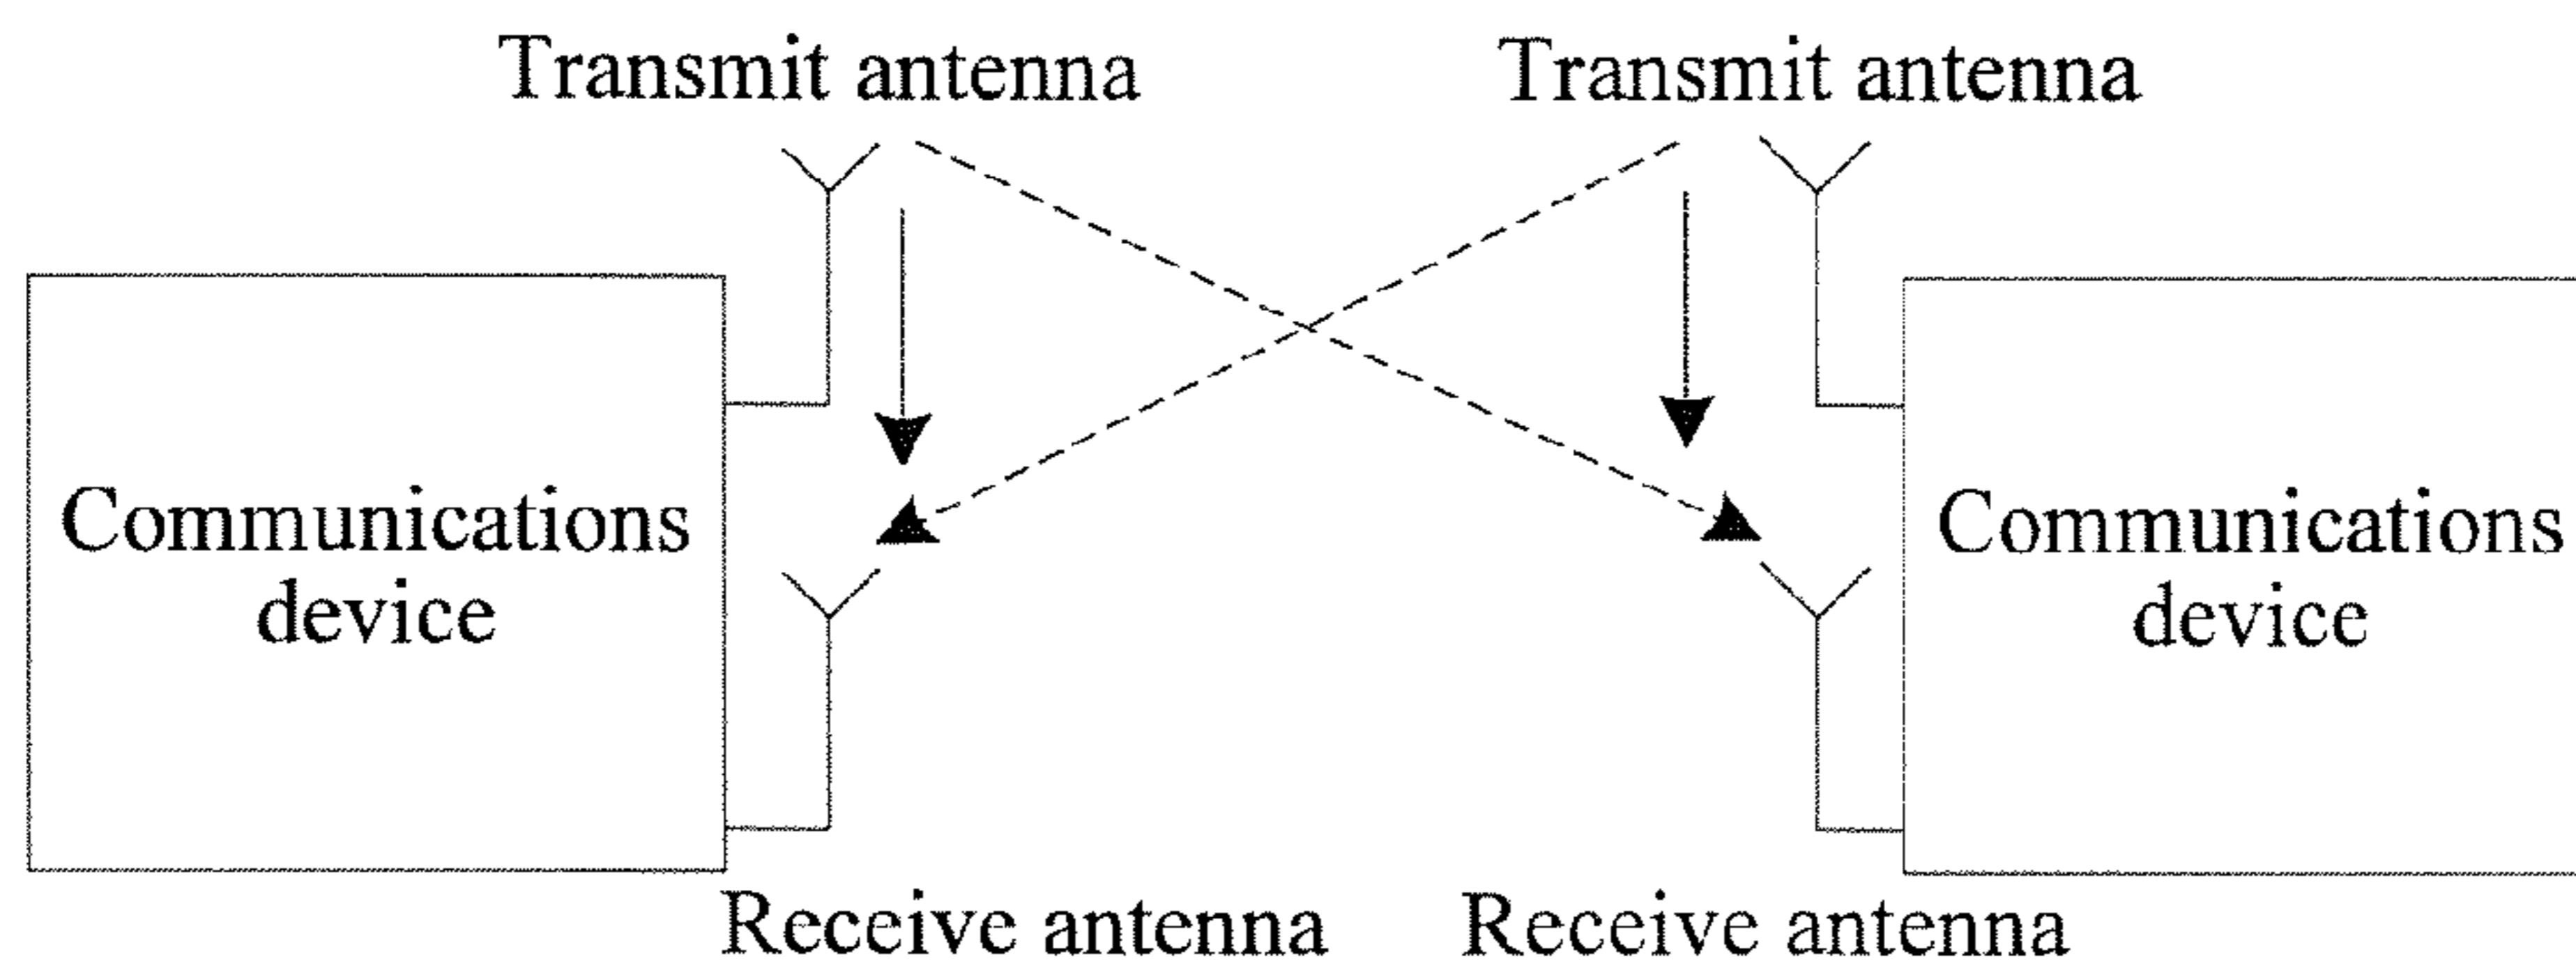 Transmit antenna
Transmit antenna
Communications
device
Communications
device
Receive antenna
Receive antenna